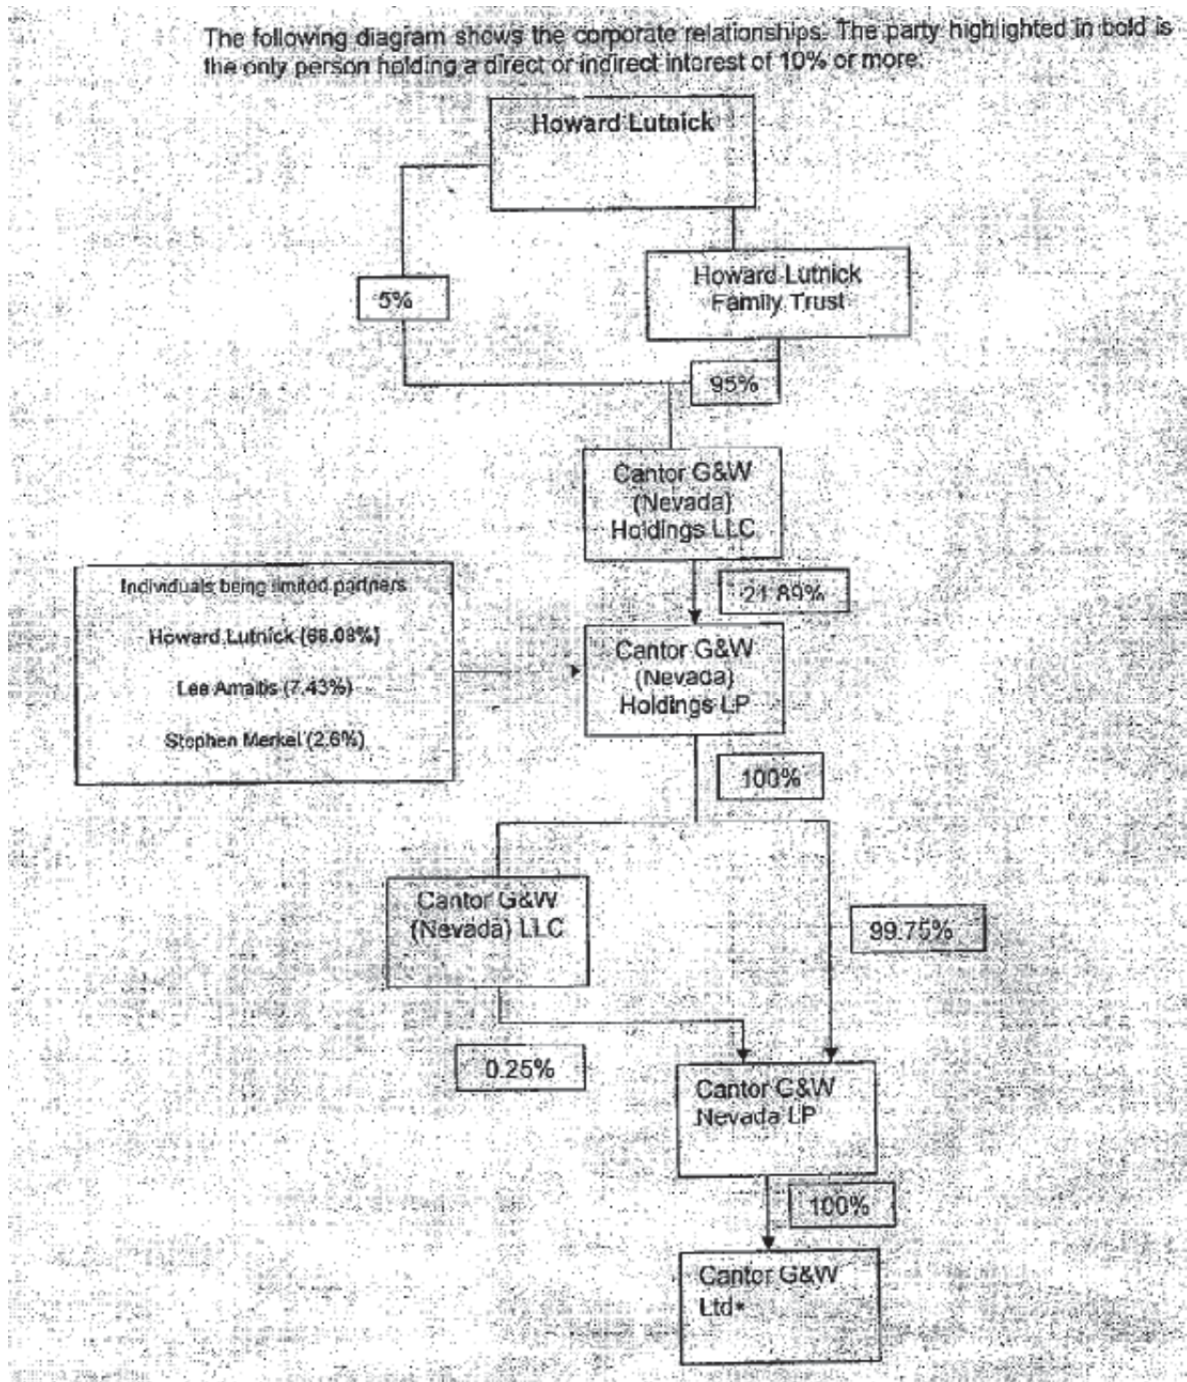 The following diagram shows the corporate relationships. The party highlighted in bold is
the only person holding a direct or indirect interest of 10% or more.
Howard Lutnick
Howard Lutnick
Family Trust
5%
95%
Cantor G&W
(Nevada)
Holdings LLC
21.89%
Individuals being limited partners
Howard Lutnick (68.08%)
Lee Amaitis (7.43%)
Stephen Merkel (2.6%)
Cantor G&W
(Nevada)
Holdings LP
100%
Cantor G&W
(Nevada) LLC
99.75%
0.25%
Cantor G&W
Nevada LP
100%
Cantor G&W
Ltd*